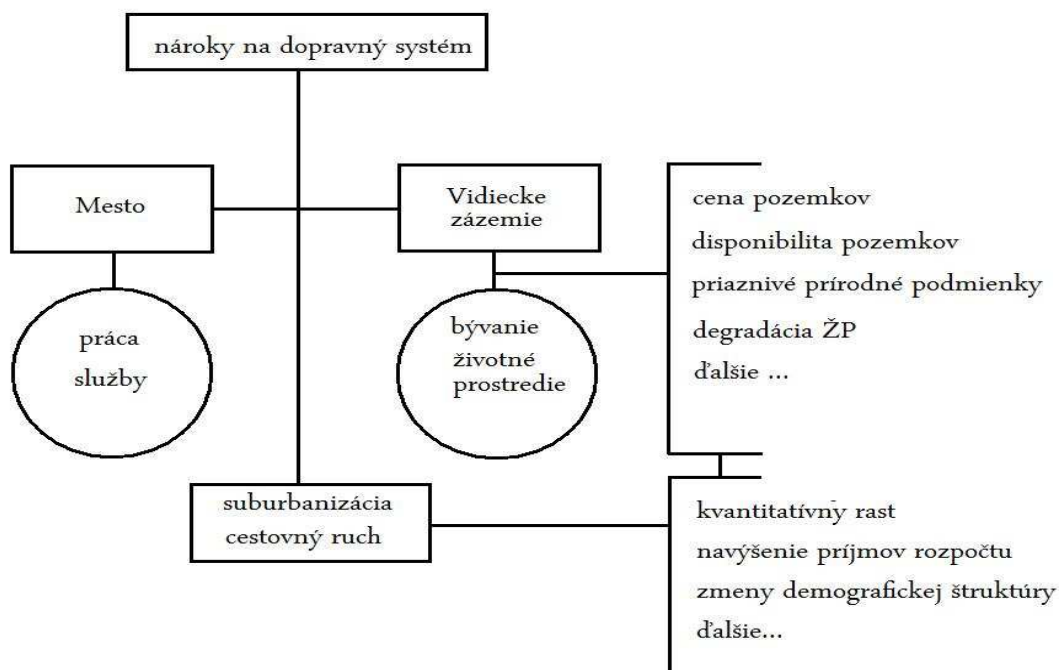 nároky na dopravný systém
Mesto
Vidiecke
zázemie
práca
služby
bývanie
životné
prostredie
cena pozemkov
disponibilita pozemkov
priaznivé prírodné podmienky
degradácia ŽP
ďalšie ...
suburbanizácia
cestovný ruch
kvantitatívny rast
navýšenie príjmov rozpočtu
zmeny demografickej štruktúry
ďalšie...